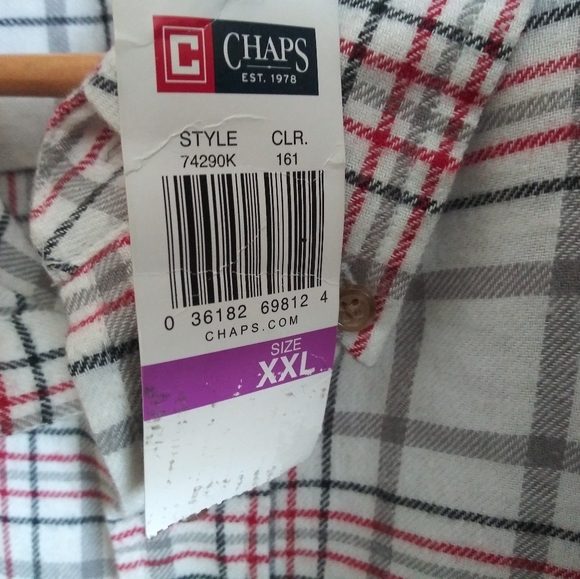 C CHAPS
EST. 1978
STYLE CLR.
74290K 161
0 36182 69812 4
CHAPS.COM
SIZE
XXL